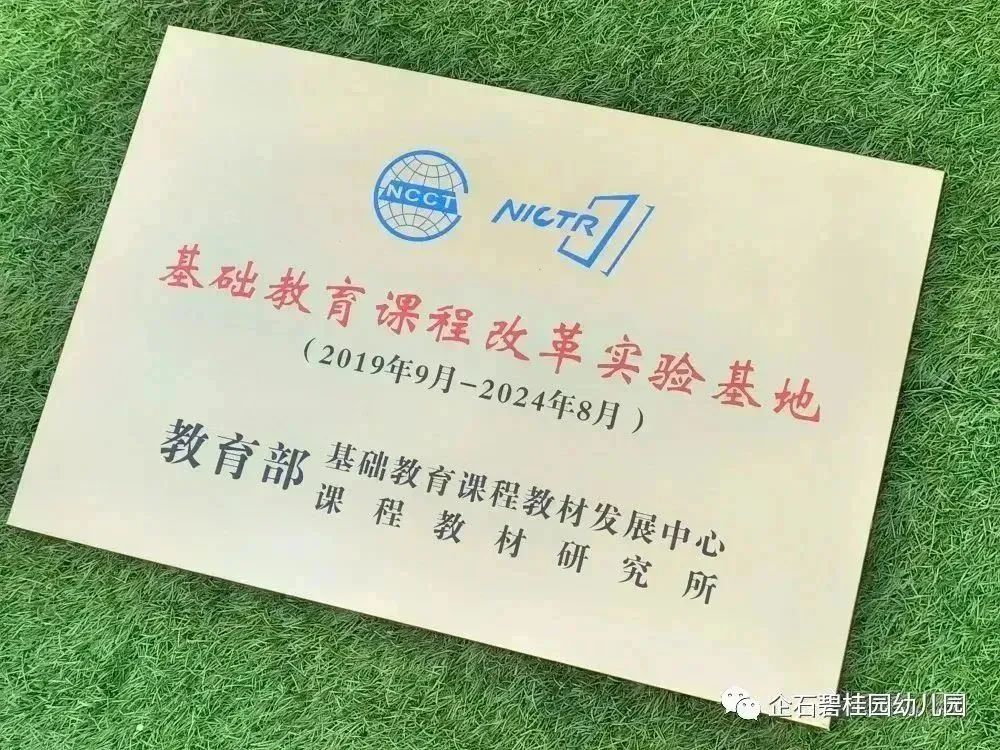 NCCT
NICTR
基础教育课程改革实验基地
（2019年9月-2024年8月）
教育部 基础教育课程教材发展中心
课程教材研究所
企石碧桂园幼儿园